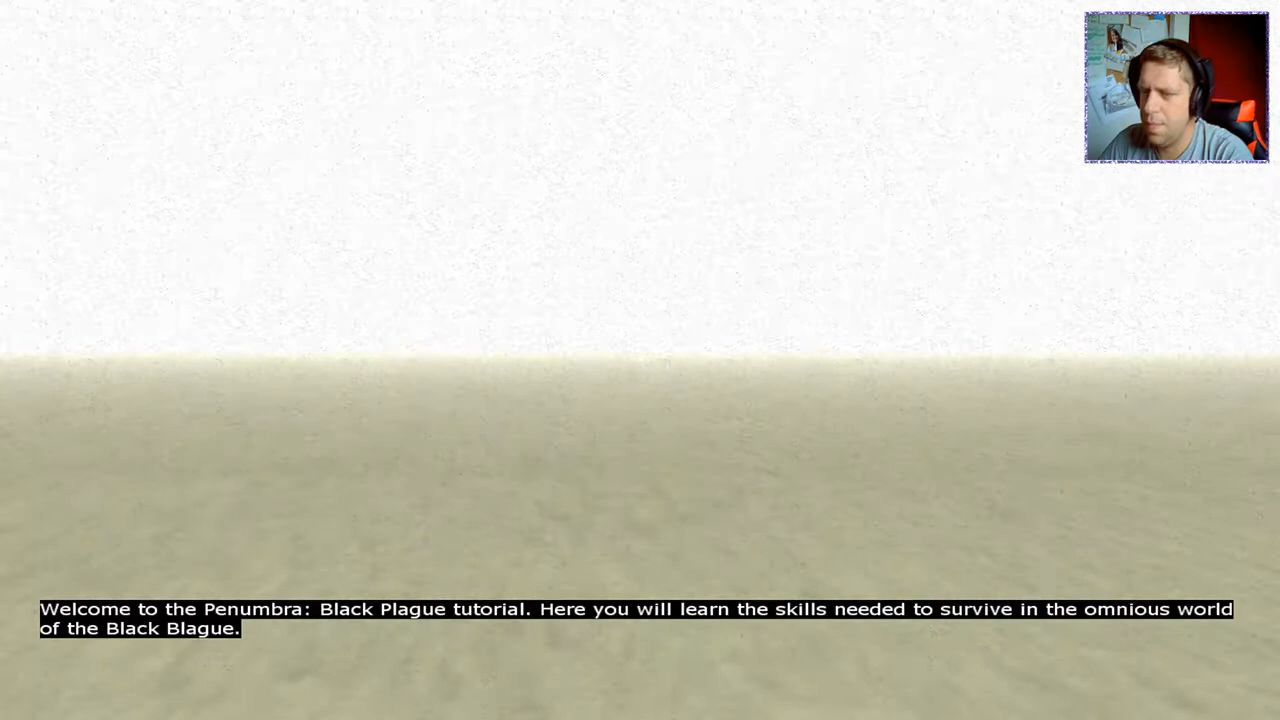 Welcome to the Penumbra: Black Plague tutorial. Here you will learn the skills needed to survive in the omnious world
of the Black Blague.